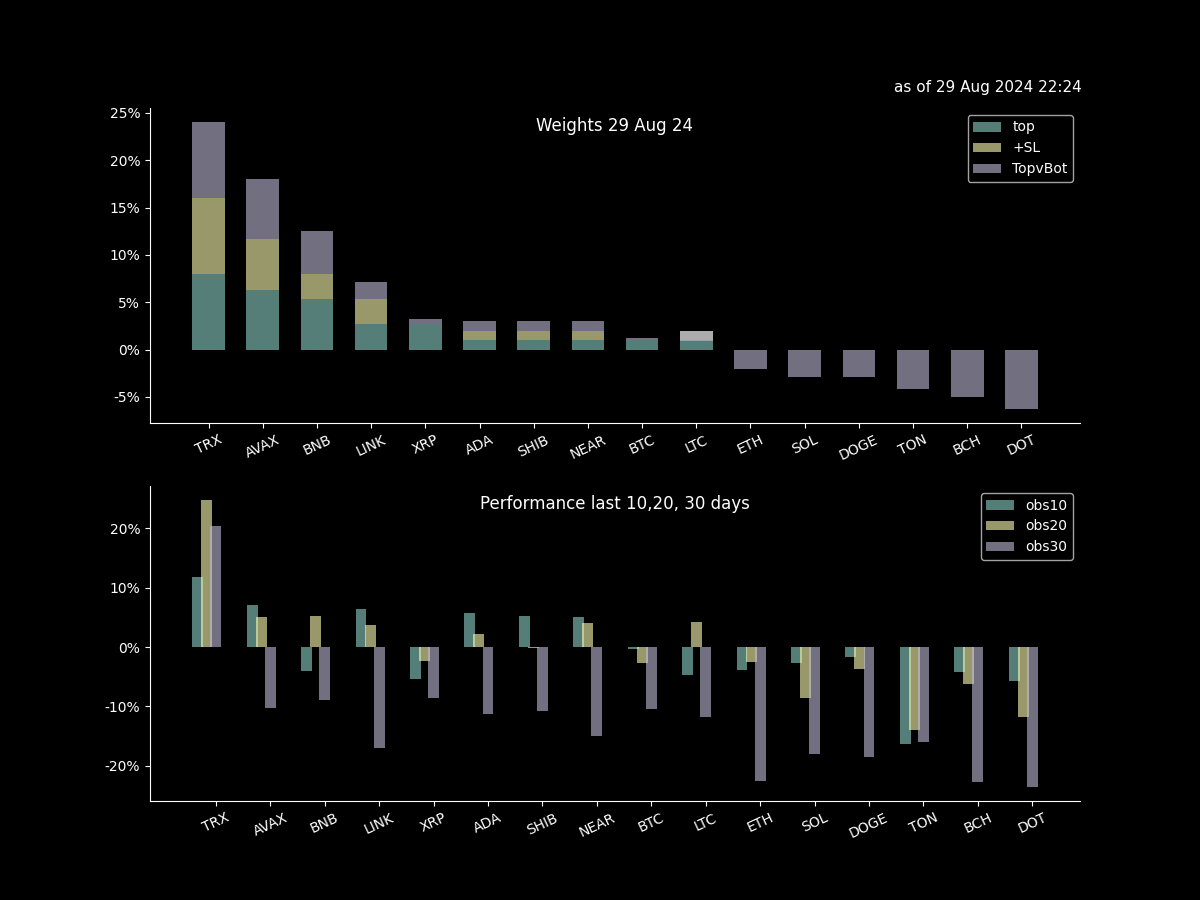 as of 29 Aug 2024 22:24
Weights 29 Aug 24
top
+SL
TopvBot
25%
20%
15%
10%
5%
0%
-5%
TRX AVAX BNB LINK XRP ADA SHIB NEAR BTC LTC ETH SOL DOGE TON BCH DOT
Performance last 10,20, 30 days
obs10
obs20
obs30
20%
10%
0%
-10%
-20%
TRX AVAX BNB LINK XRP ADA SHIB NEAR BTC LTC ETH SOL DOGE TON BCH DOT